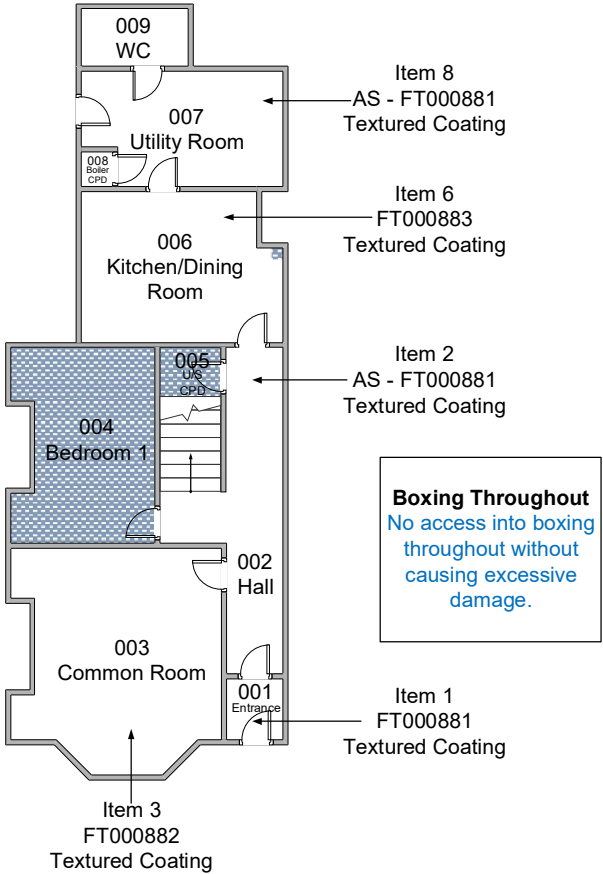 009
WC
Item 8
AS - FT000881
Textured Coating
007
Utility Room
008
Boiler
CPD
Item 6
FT000883
Textured Coating
006
Kitchen/Dining
Room
005
U/S
CPD
Item 2
AS - FT000881
Textured Coating
004
Bedroom 1
Boxing Throughout
No access into boxing
throughout without
causing excessive
damage.
002
Hall
003
Common Room
001
Entrance
Item 1
FT000881
Textured Coating
Item 3
FT000882
Textured Coating